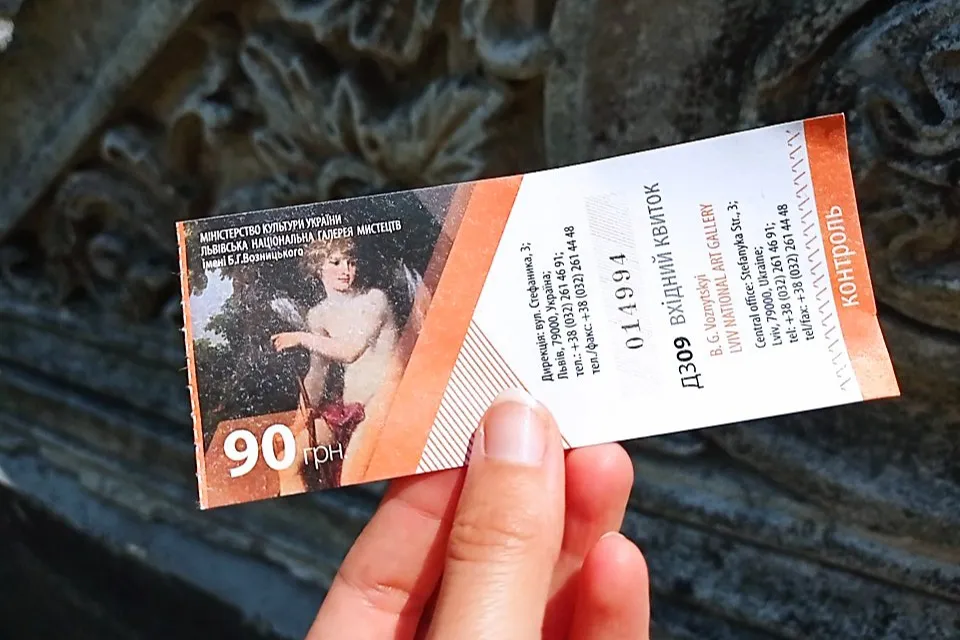 МІНІСТЕРСТВО КУЛЬТУРИ УКРАЇНИ
ЛЬВІВСЬКА НАЦІОНАЛЬНА ГАЛЕРЕЯ МИСТЕЦТВ
імені Б.Г.Возницького
90 грн.
Дирекція: вул. Стефаника, 3;
Львів, 79000, Україна;
тел.: +38 (032) 261 46 91;
тел./факс: +38 (032) 261 44 48
014994
Д309 ВХІДНИЙ КВИТОК
B. G. Voznytskyi
LVIV NATIONAL ART GALLERY
Central office: Stefanyka Str., 3;
Lviv, 79000, Ukraine;
tel: +38 (032) 261 46 91;
tel/fax: +38 (032) 261 44 48
КОНТРОЛЬ